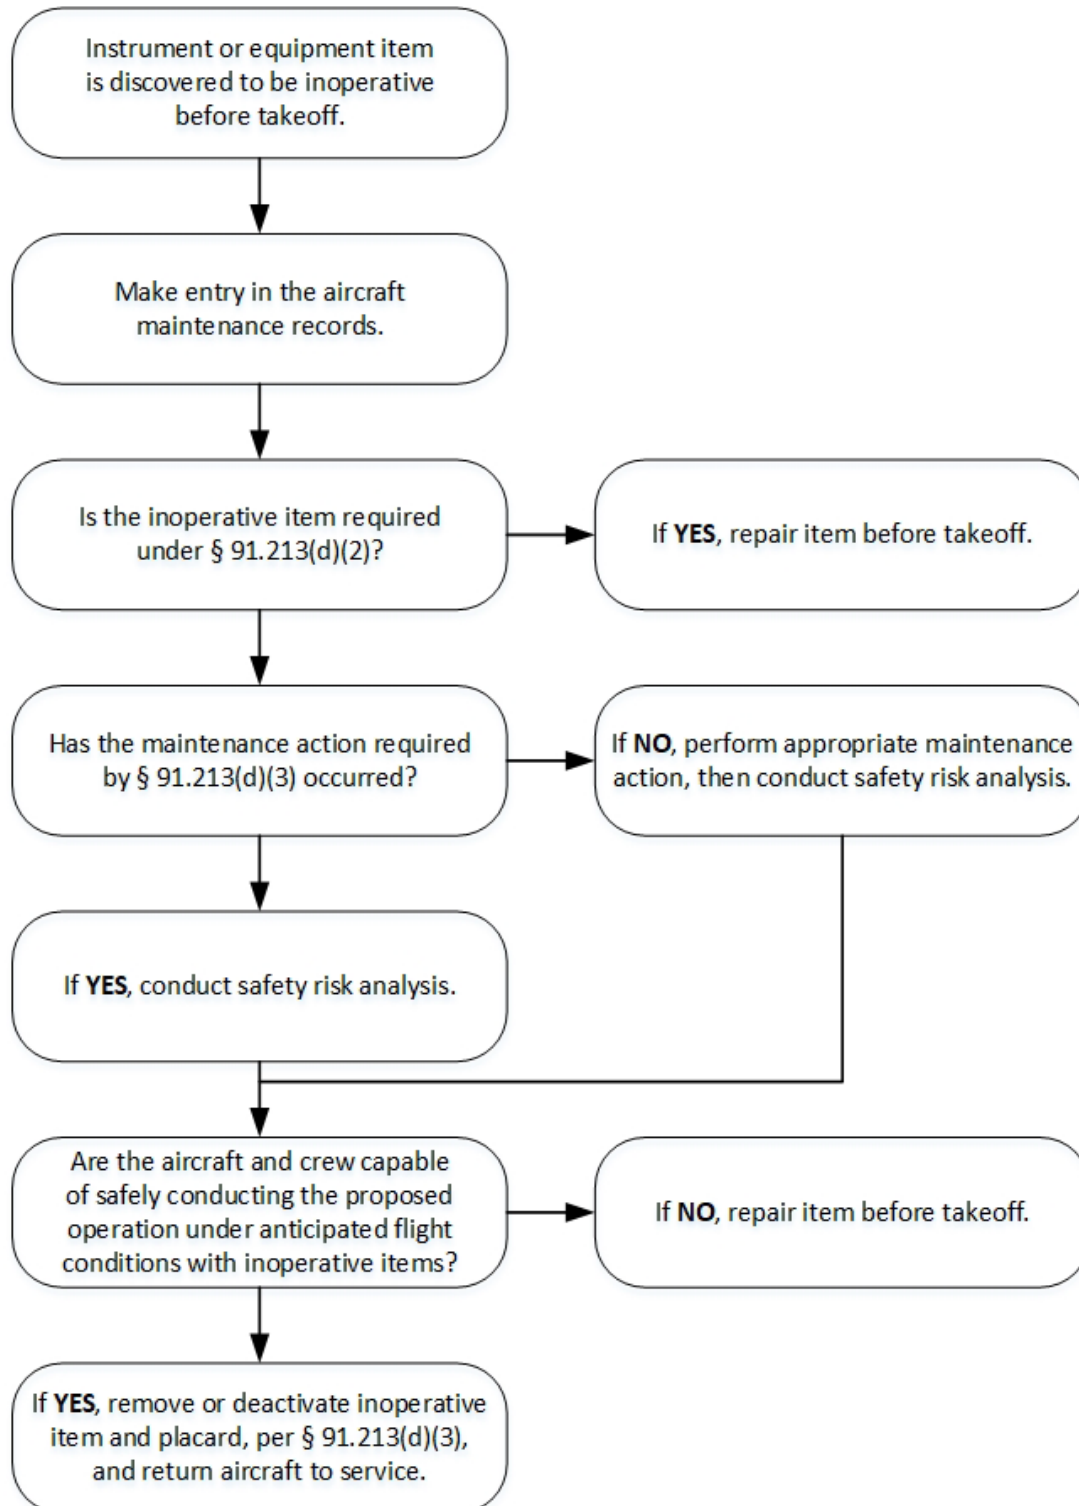 Instrument or equipment item
is discovered to be inoperative
before takeoff.
Make entry in the aircraft
maintenance records.
Is the inoperative item required
under § 91.213(d)(2)?
If YES, repair item before takeoff.
Has the maintenance action required
by § 91.213(d)(3) occurred?
If NO, perform appropriate maintenance
action, then conduct safety risk analysis.
If YES, conduct safety risk analysis.
Are the aircraft and crew capable
of safely conducting the proposed
operation under anticipated flight
conditions with inoperative items?
If NO, repair item before takeoff.
If YES, remove or deactivate inoperative
item and placard, per § 91.213(d)(3),
and return aircraft to service.